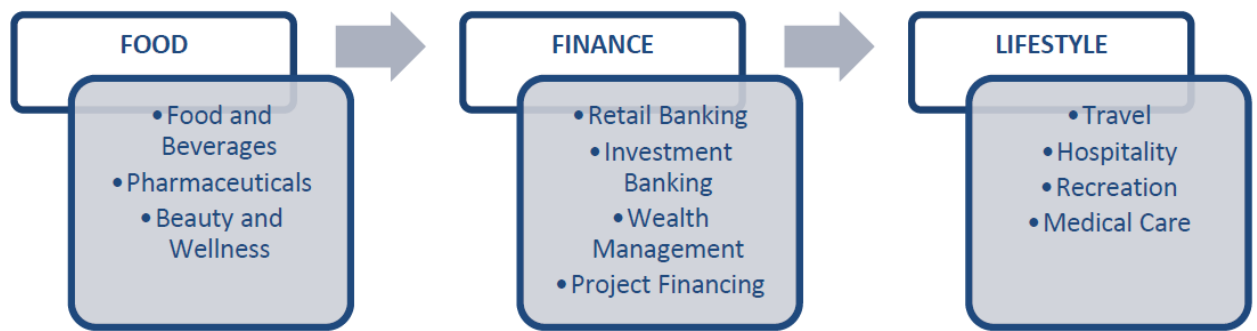 FOOD
• Food and
Beverages
• Pharmaceuticals
• Beauty and
Wellness
FINANCE
• Retail Banking
• Investment
Banking
• Wealth
Management
• Project Financing
LIFESTYLE
• Travel
• Hospitality
• Recreation
• Medical Care